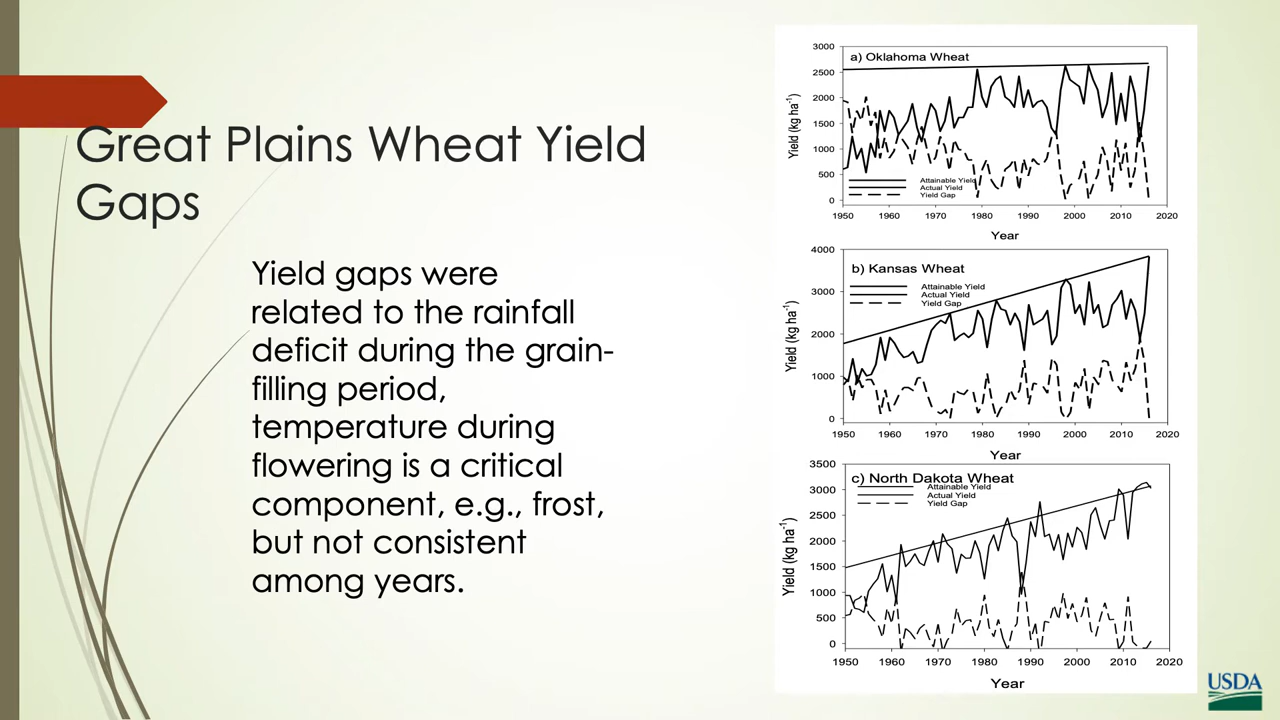 Great Plains Wheat Yield
Gaps
Yield gaps were
related to the rainfall
deficit during the grain-
filling period,
temperature during
flowering is a critical
component, e.g., frost,
but not consistent
among years.
a) Oklahoma Wheat
Yield (kg ha-1)
3000
2500
2000
1500
1000
500
0
Attainable Yield
Actual Yield
Yield Gap
1950 1960 1970 1980 1990 2000 2010 2020
Year
b) Kansas Wheat
Yield (kg ha-1)
4000
3000
2000
1000
0
Attainable Yield
Actual Yield
Yield Gap
1950 1960 1970 1980 1990 2000 2010 2020
Year
c) North Dakota Wheat
Yield (kg ha-1)
3500
3000
2500
2000
1500
1000
500
0
Attainable Yield
Actual Yield
Yield Gap
1950 1960 1970 1980 1990 2000 2010 2020
Year
USDA